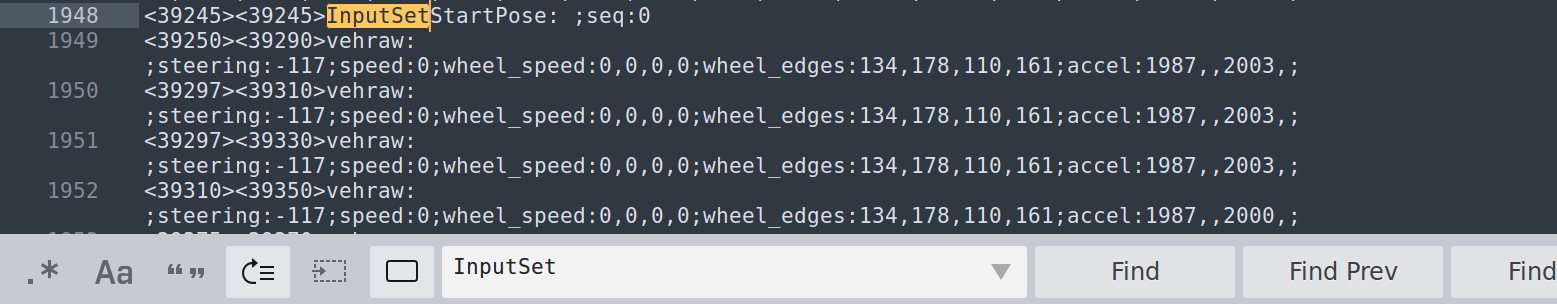 1948 <39245><39245>InputSetStartPose: ;seq:0
1949 <39250><39290>vehraw:
;steering:-117;speed:0;wheel_speed:0,0,0,0;wheel_edges:134,178,110,161;accel:1987,,2003,;
1950 <39297><39310>vehraw:
;steering:-117;speed:0;wheel_speed:0,0,0,0;wheel_edges:134,178,110,161;accel:1987,,2003,;
1951 <39297><39330>vehraw:
;steering:-117;speed:0;wheel_speed:0,0,0,0;wheel_edges:134,178,110,161;accel:1987,,2003,;
1952 <39310><39350>vehraw:
;steering:-117;speed:0;wheel_speed:0,0,0,0;wheel_edges:134,178,110,161;accel:1987,,2000,;
.* Aa “” InputSet Find Find Prev Find